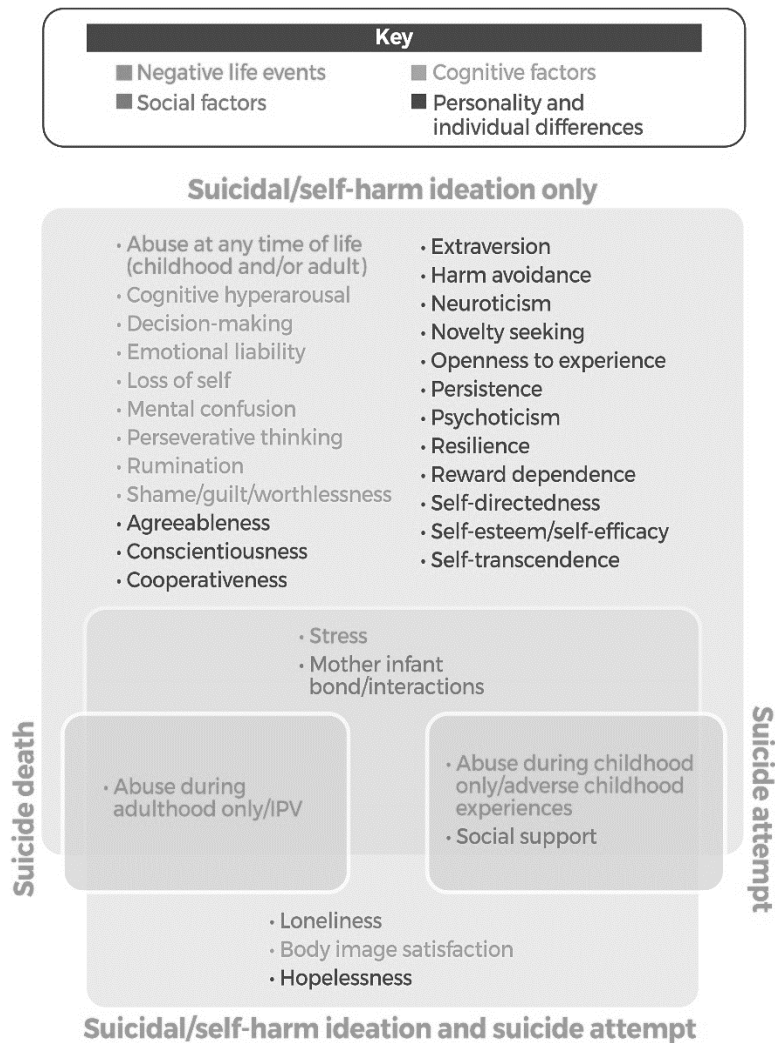 Key
Negative life events
Cognitive factors
Social factors
Personality and
individual differences
Suicidal/self-harm ideation only
• Abuse at any time of life
(childhood and/or adult)
• Cognitive hyperarousal
• Decision-making
• Emotional liability
• Loss of self
• Mental confusion
• Perseverative thinking
• Rumination
• Shame/guilt/worthlessness
• Agreeableness
• Conscientiousness
• Cooperativeness
• Extraversion
• Harm avoidance
• Neuroticism
• Novelty seeking
• Openness to experience
• Persistence
• Psychoticism
• Resilience
• Reward dependence
• Self-directedness
• Self-esteem/self-efficacy
• Self-transcendence
• Stress
• Mother infant
bond/interactions
Suicide death
• Abuse during
adulthood only/IPV
• Abuse during childhood
only/adverse childhood
experiences
• Social support
Suicide attempt
• Loneliness
• Body image satisfaction
• Hopelessness
Suicidal/self-harm ideation and suicide attempt